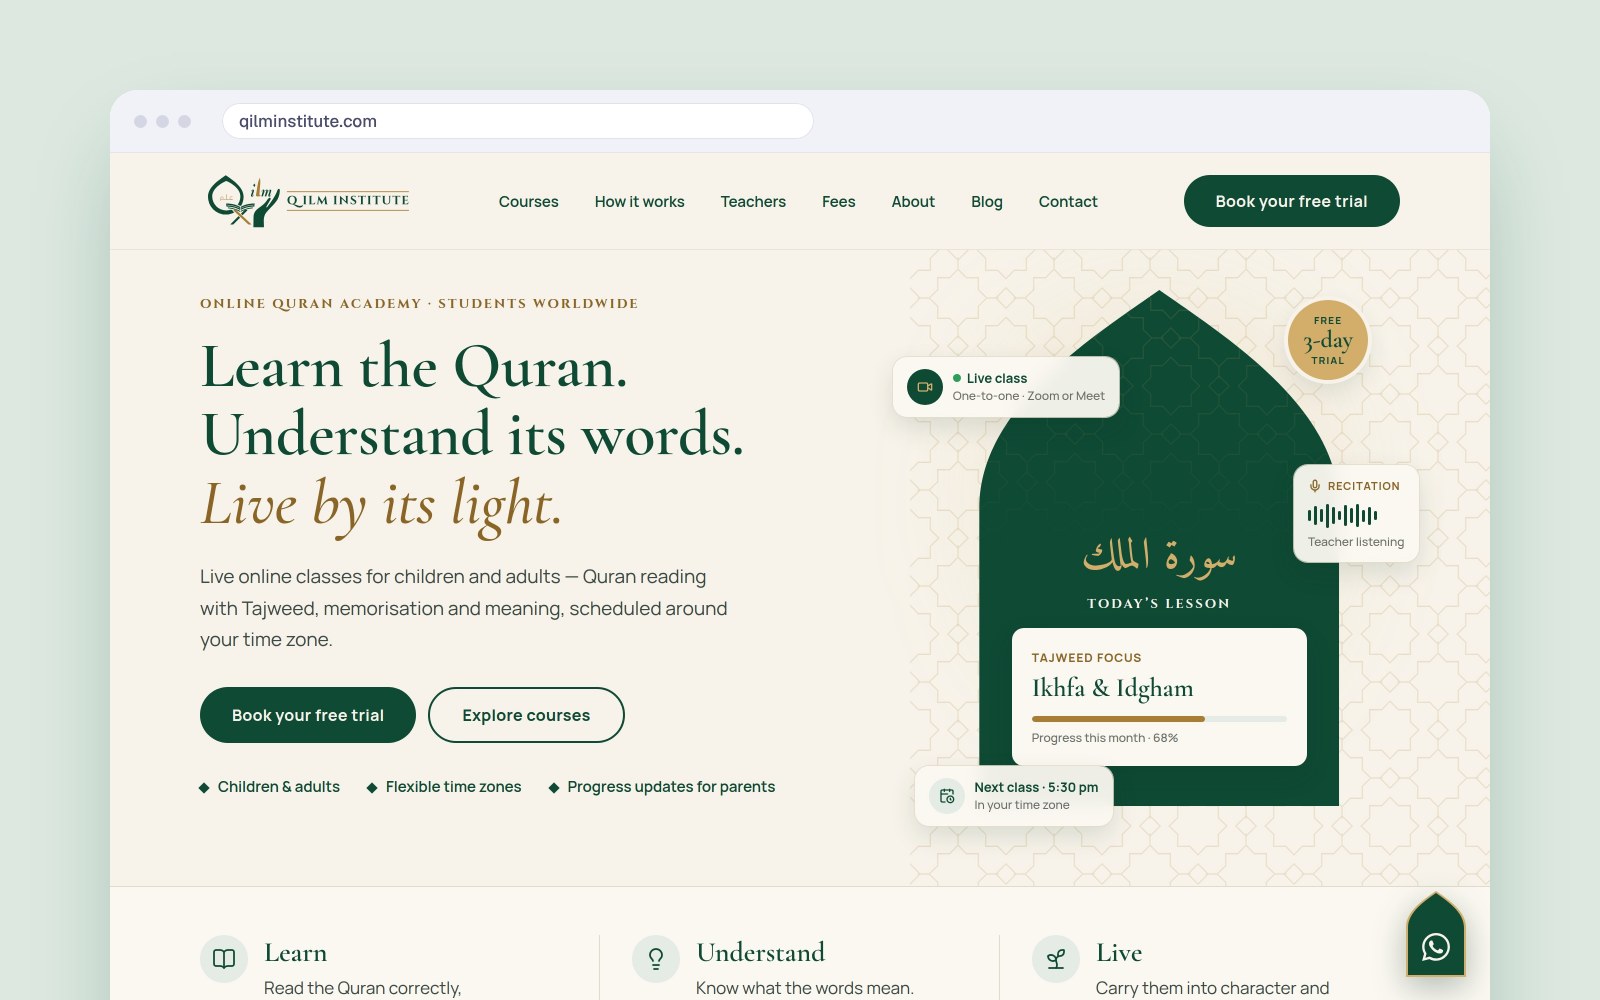 qilminstitute.com
ilm
QILM INSTITUTE
Courses
How it works
Teachers
Fees
About
Blog
Contact
Book your free trial
ONLINE QURAN ACADEMY · STUDENTS WORLDWIDE
Learn the Quran.
Understand its words.
Live by its light.
Live online classes for children and adults — Quran reading
with Tajweed, memorisation and meaning, scheduled around
your time zone.
Book your free trial
Explore courses
Children & adults
Flexible time zones
Progress updates for parents
FREE
3-day
TRIAL
Live class
One-to-one · Zoom or Meet
RECITATION
Teacher listening
سورة الملك
TODAY’S LESSON
TAJWEED FOCUS
Ikhfa & Idgham
Progress this month · 68%
Next class · 5:30 pm
In your time zone
Learn
Read the Quran correctly,
Understand
Know what the words mean.
Live
Carry them into character and